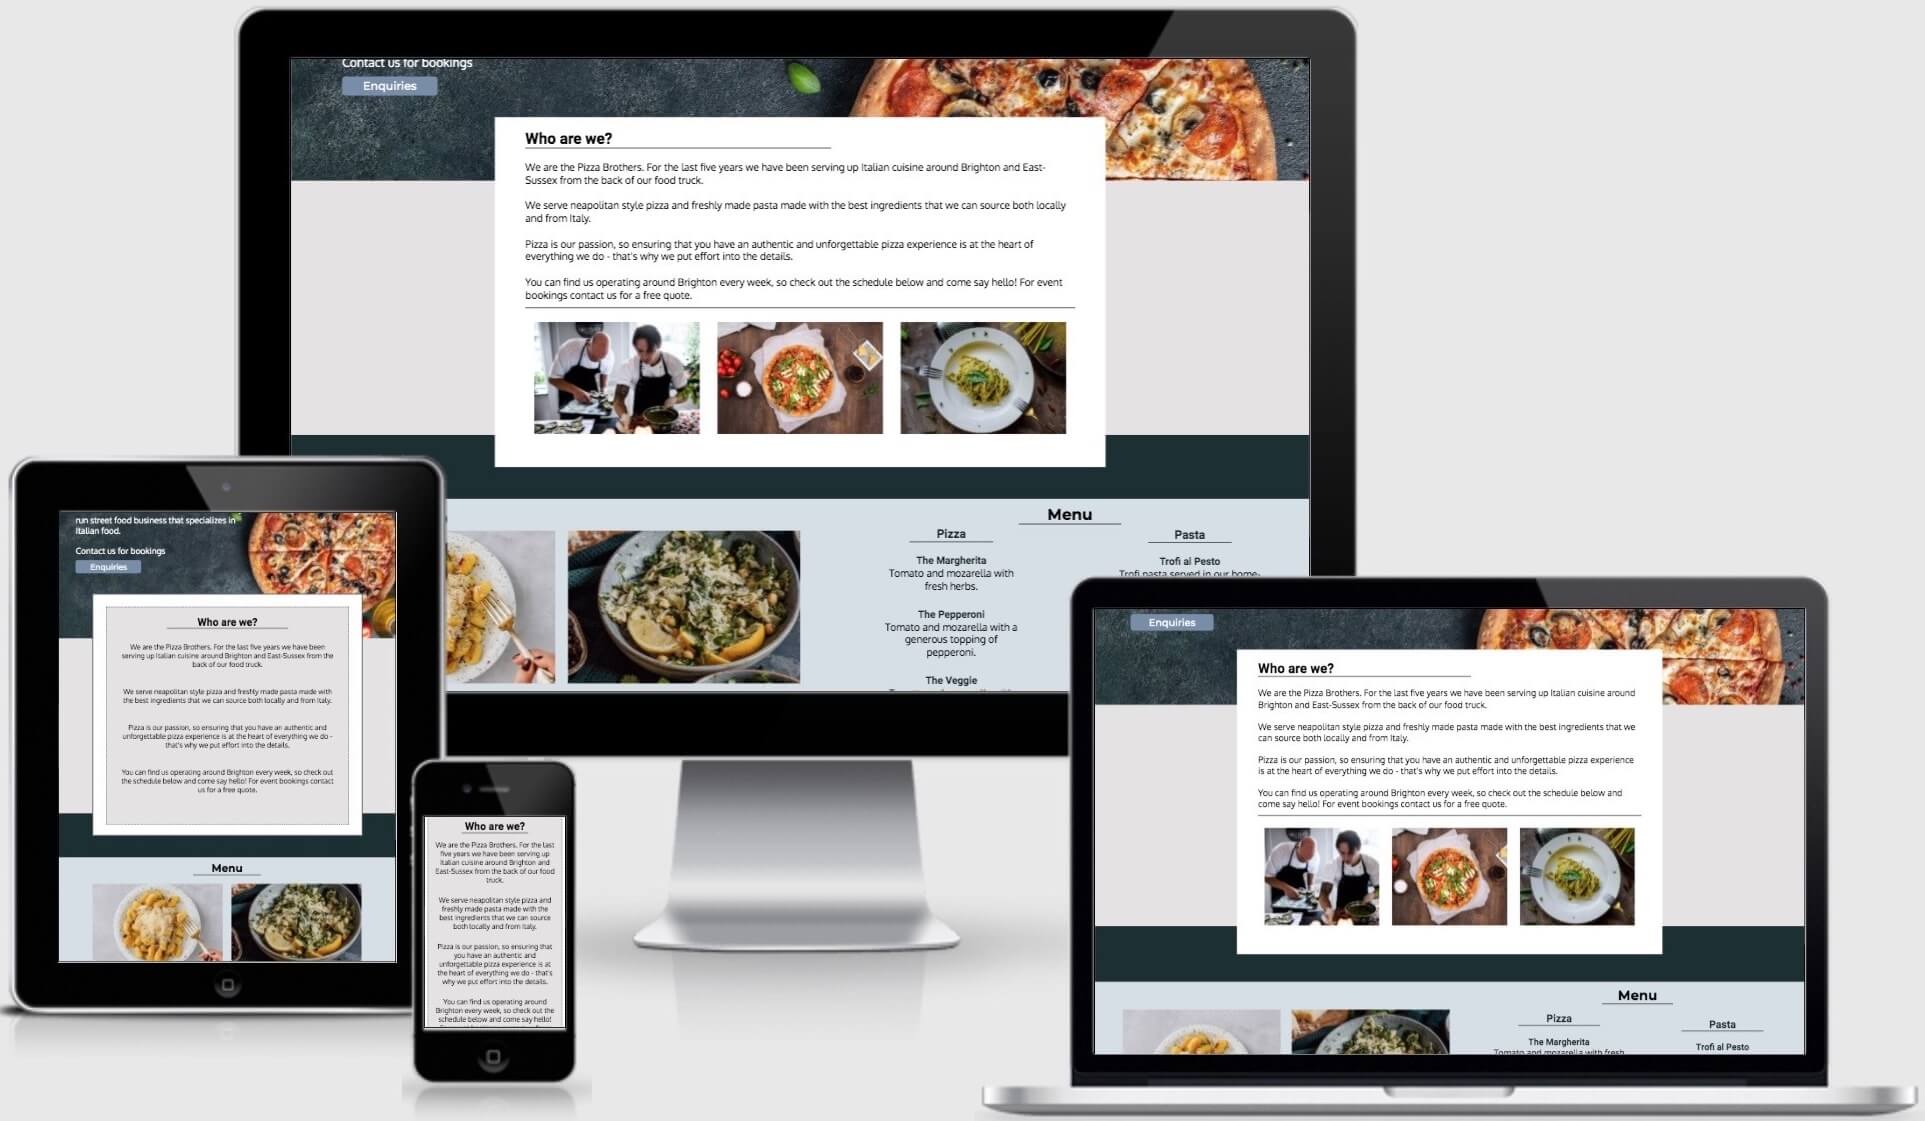 Contact us for bookings
Enquiries
Who are we?
We are the Pizza Brothers. For the last five years we have been serving up Italian cuisine around Brighton and East-
Sussex from the back of our food truck.
We serve neapolitan style pizza and freshly made pasta made with the best ingredients that we can source both locally
and from Italy.
Pizza is our passion, so ensuring that you have an authentic and unforgettable pizza experience is at the heart of
everything we do - that's why we put effort into the details.
You can find us operating around Brighton every week, so check out the schedule below and come say hello! For event
bookings contact us for a free quote.
Menu
Pizza
The Margherita
Tomato and mozarella with
fresh herbs.
The Pepperoni
Tomato and mozarella with a
generous topping of
pepperoni.
The Veggie
Pasta
Trofi al Pesto
Trofi pasta served in our home-
run street food business that specializes in
Italian food.
Contact us for bookings
Enquiries
Who are we?
We are the Pizza Brothers. For the last five years we have been
serving up Italian cuisine around Brighton and East-Sussex from the
back of our food truck.
We serve neapolitan style pizza and freshly made pasta made with
the best ingredients that we can source both locally and from Italy.
Pizza is our passion, so ensuring that you have an authentic and
unforgettable pizza experience is at the heart of everything we do -
that's why we put effort into the details.
You can find us operating around Brighton every week, so check out
the schedule below and come say hello! For event bookings contact
us for a free quote.
Menu
Who are we?
We are the Pizza Brothers. For the last
five years we have been serving up
Italian cuisine around Brighton and
East-Sussex from the back of our food
truck.
We serve neapolitan style pizza and
freshly made pasta made with the
best ingredients that we can source
both locally and from Italy.
Pizza is our passion, so ensuring that
you have an authentic and
unforgettable pizza experience is at
the heart of everything we do - that's
why we put effort into the details.
You can find us operating around
Brighton every week, so check out the
schedule below and come say hello!
Enquiries
Who are we?
We are the Pizza Brothers. For the last five years we have been serving up Italian cuisine around
Brighton and East-Sussex from the back of our food truck.
We serve neapolitan style pizza and freshly made pasta made with the best ingredients that we
can source both locally and from Italy.
Pizza is our passion, so ensuring that you have an authentic and unforgettable pizza experience
is at the heart of everything we do - that's why we put effort into the details.
You can find us operating around Brighton every week, so check out the schedule below and
come say hello! For event bookings contact us for a free quote.
Menu
Pizza
The Margherita
Tomato and mozarella with fresh
Pasta
Trofi al Pesto